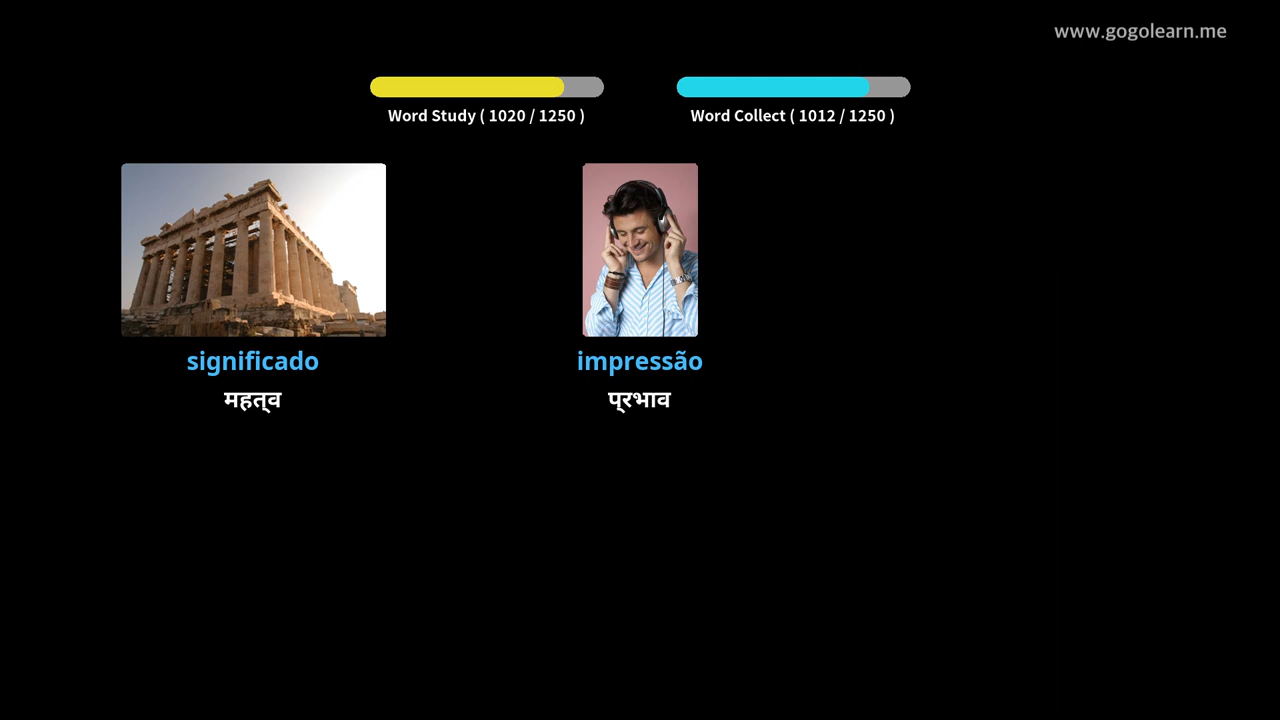 www.gogolearn.me
Word Study ( 1020 / 1250 )
Word Collect ( 1012 / 1250 )
significado
impressão
महत्व
प्रभाव